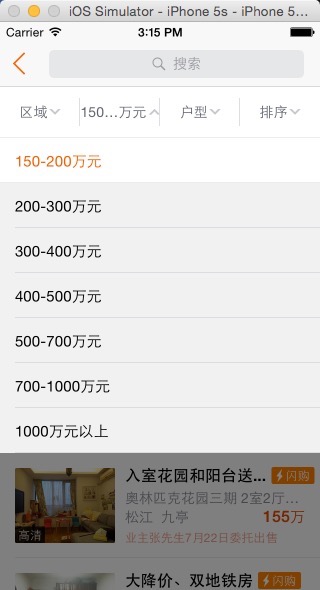 iOS Simulator - iPhone 5s - iPhone 5...
Carrier 3:15 PM
搜索
区域 150...万元 户型 排序
150-200万元
200-300万元
300-400万元
400-500万元
500-700万元
700-1000万元
1000万元以上
入室花园和阳台送... 闪购
奥林匹克花园三期 2室2厅...
松江 九亭 155万
高清
业主张先生7月22日委托出售
大降价、双地铁房 闪购